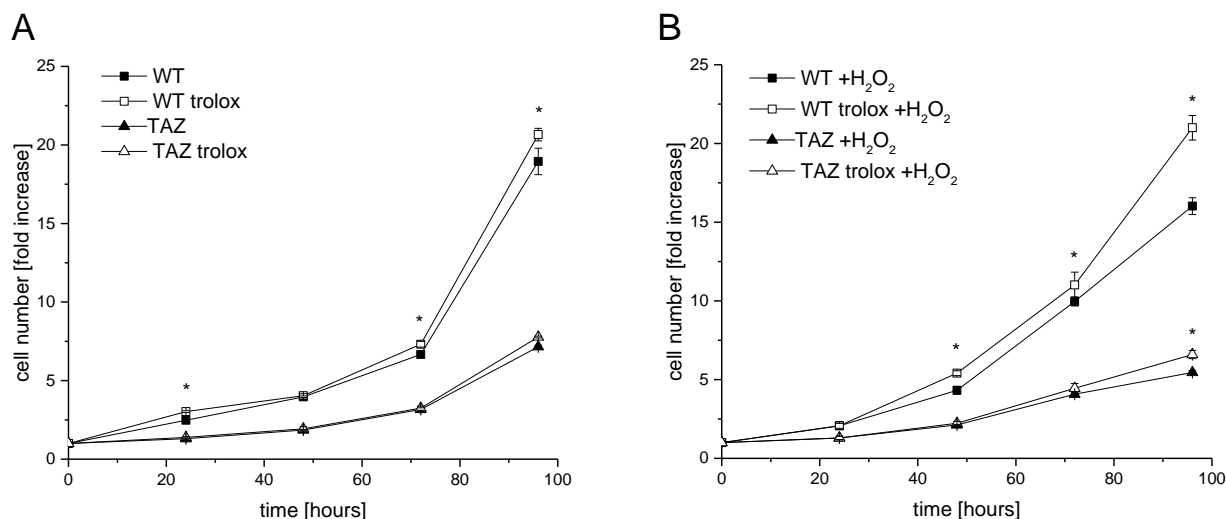 A
WT
WT trolox
TAZ
TAZ trolox
*
*
*
25
20
15
10
5
0
cell number [fold increase]
0 20 40 60 80 100
time [hours]
B
WT +H₂O₂
WT trolox +H₂O₂
TAZ +H₂O₂
TAZ trolox +H₂O₂
*
*
*
*
25
20
15
10
5
0
cell number [fold increase]
0 20 40 60 80 100
time [hours]